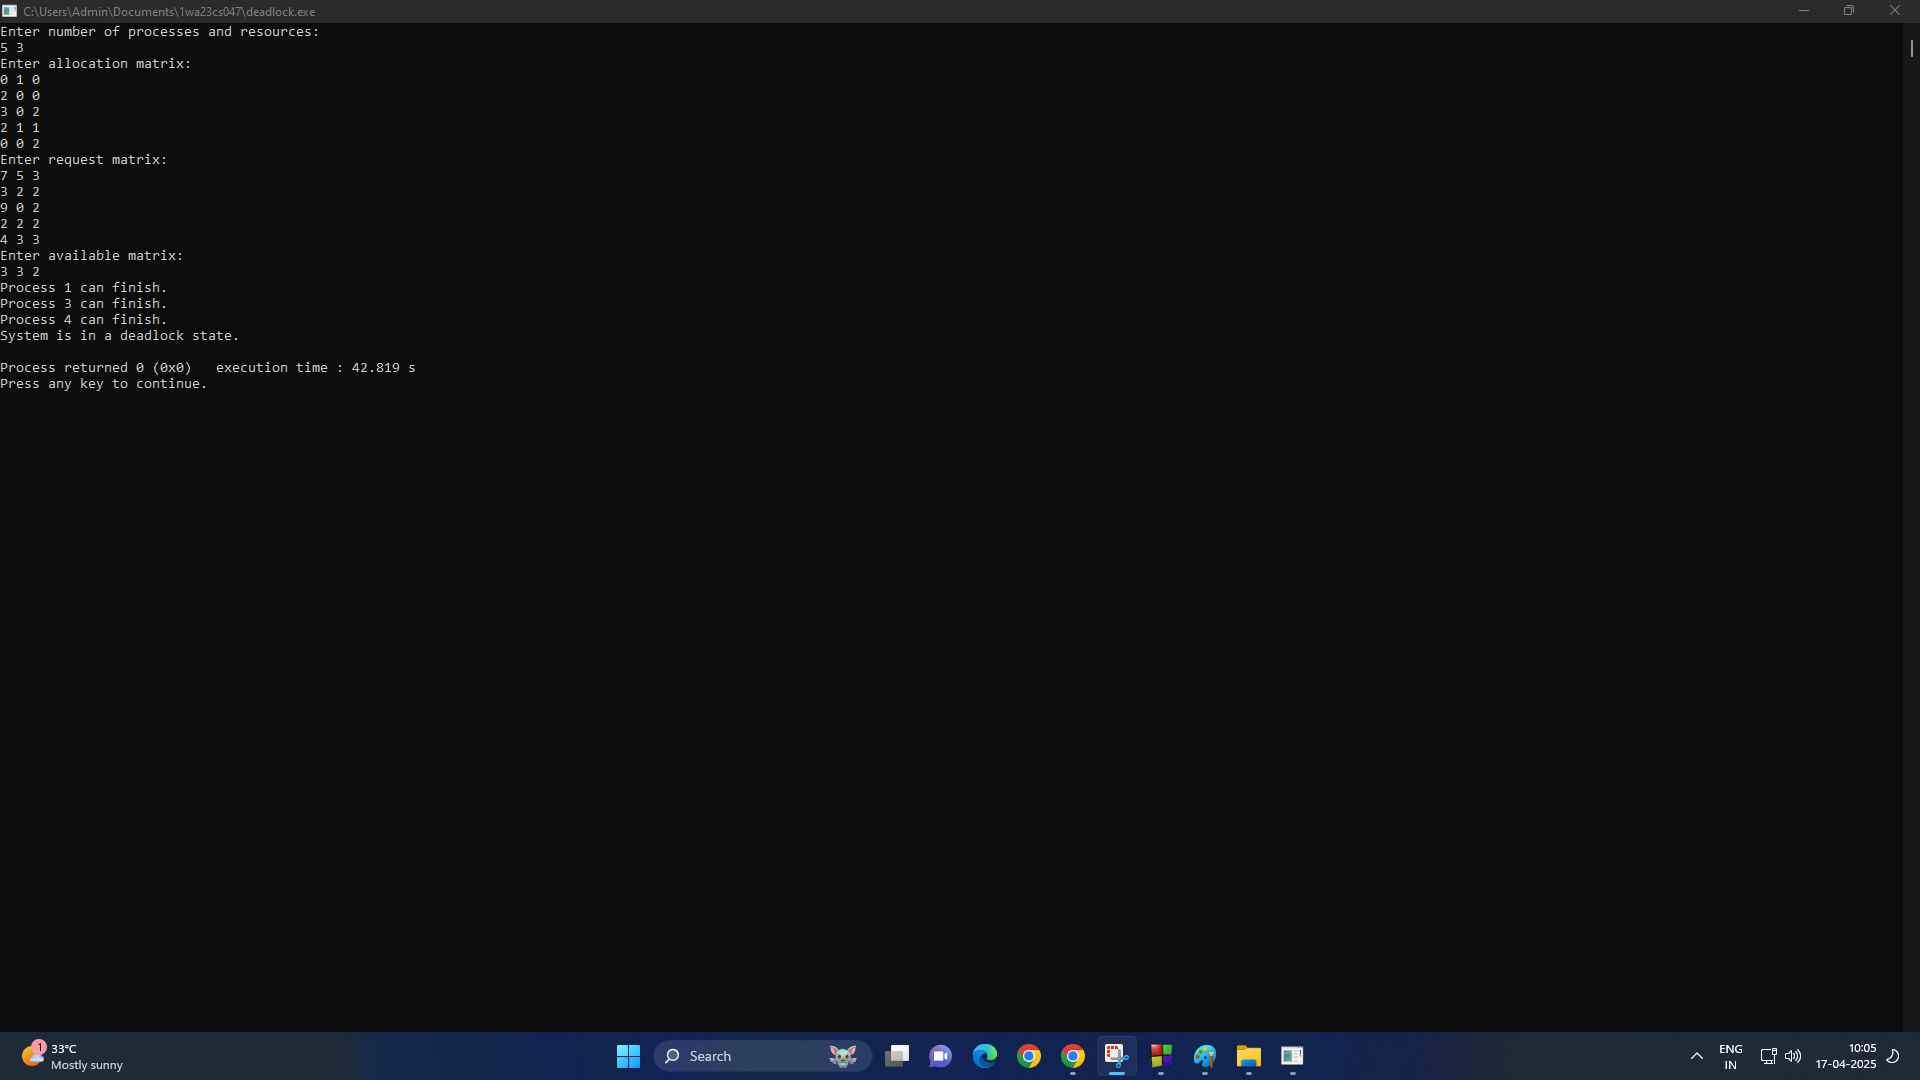 C:\Users\Admin\Documents\1wa23cs047\deadlock.exe
Enter number of processes and resources:
5 3
Enter allocation matrix:
0 1 0
2 0 0
3 0 2
2 1 1
0 0 2
Enter request matrix:
7 5 3
3 2 2
9 0 2
2 2 2
4 3 3
Enter available matrix:
3 3 2
Process 1 can finish.
Process 3 can finish.
Process 4 can finish.
System is in a deadlock state.
Process returned 0 (0x0)   execution time : 42.819 s
Press any key to continue.
1
33°C
Mostly sunny
Search
ENG
IN
10:05
17-04-2025